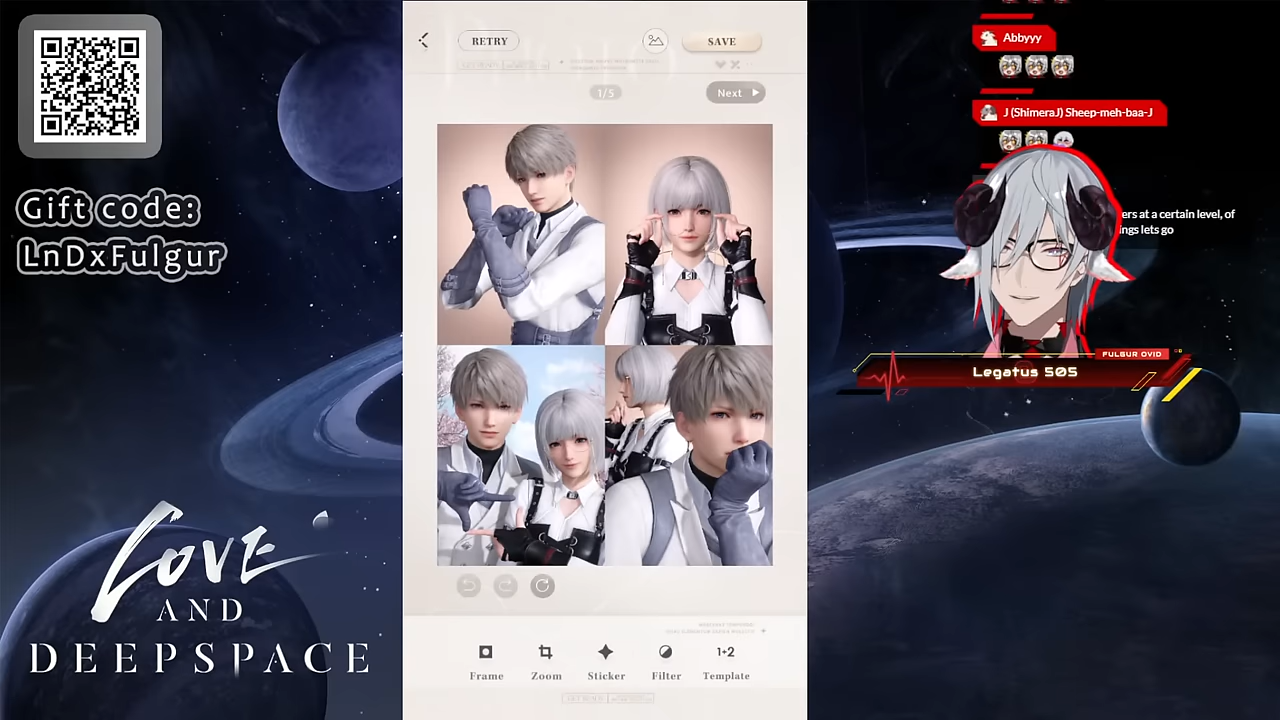 Gift code:
LnDxFulgur
LOVE
AND
DEEPSPACE
RETRY
SAVE
1/5
Next
Frame
Zoom
Sticker
Filter
1+2
Template
Abbyyy
J (ShimeraJ) Sheep-meh-baa-J
ers at a certain level, of
ings lets go
FULGUR OVID
Legatus 505